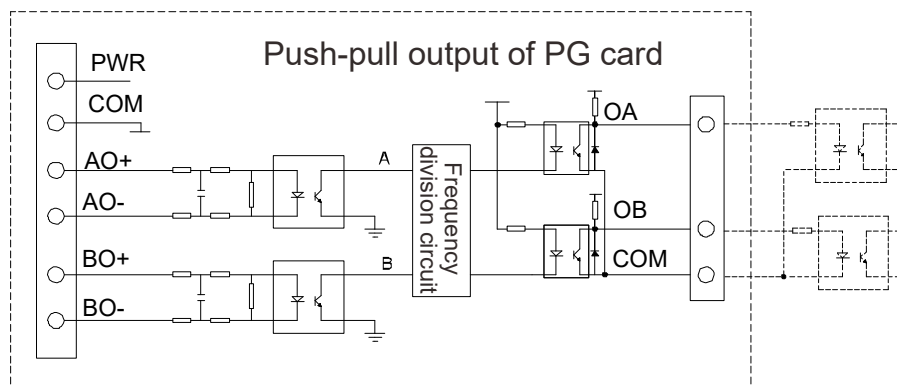 Push-pull output of PG card
PWR
COM
AO+
AO-
BO+
BO-
A
B
Frequency
division circuit
OA
OB
COM